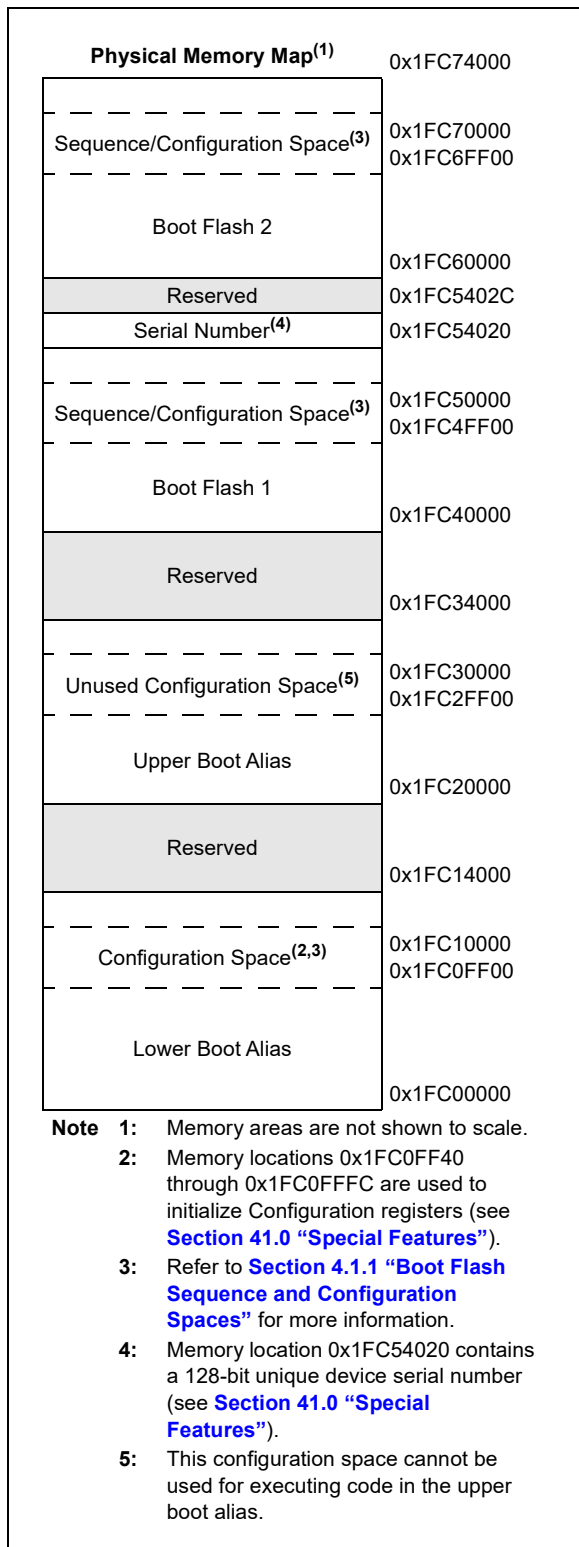 Physical Memory Map(1)
0x1FC74000
Sequence/Configuration Space(3)
0x1FC70000
0x1FC6FF00
Boot Flash 2
0x1FC60000
Reserved
0x1FC5402C
Serial Number(4)
0x1FC54020
Sequence/Configuration Space(3)
0x1FC50000
0x1FC4FF00
Boot Flash 1
0x1FC40000
Reserved
0x1FC34000
Unused Configuration Space(5)
0x1FC30000
0x1FC2FF00
Upper Boot Alias
0x1FC20000
Reserved
0x1FC14000
Configuration Space(2,3)
0x1FC10000
0x1FC0FF00
Lower Boot Alias
0x1FC00000
Note 1: Memory areas are not shown to scale.
2: Memory locations 0x1FC0FF40
through 0x1FC0FFFC are used to
initialize Configuration registers (see
Section 41.0 “Special Features”).
3: Refer to Section 4.1.1 “Boot Flash
Sequence and Configuration
Spaces” for more information.
4: Memory location 0x1FC54020 contains
a 128-bit unique device serial number
(see Section 41.0 “Special
Features”).
5: This configuration space cannot be
used for executing code in the upper
boot alias.